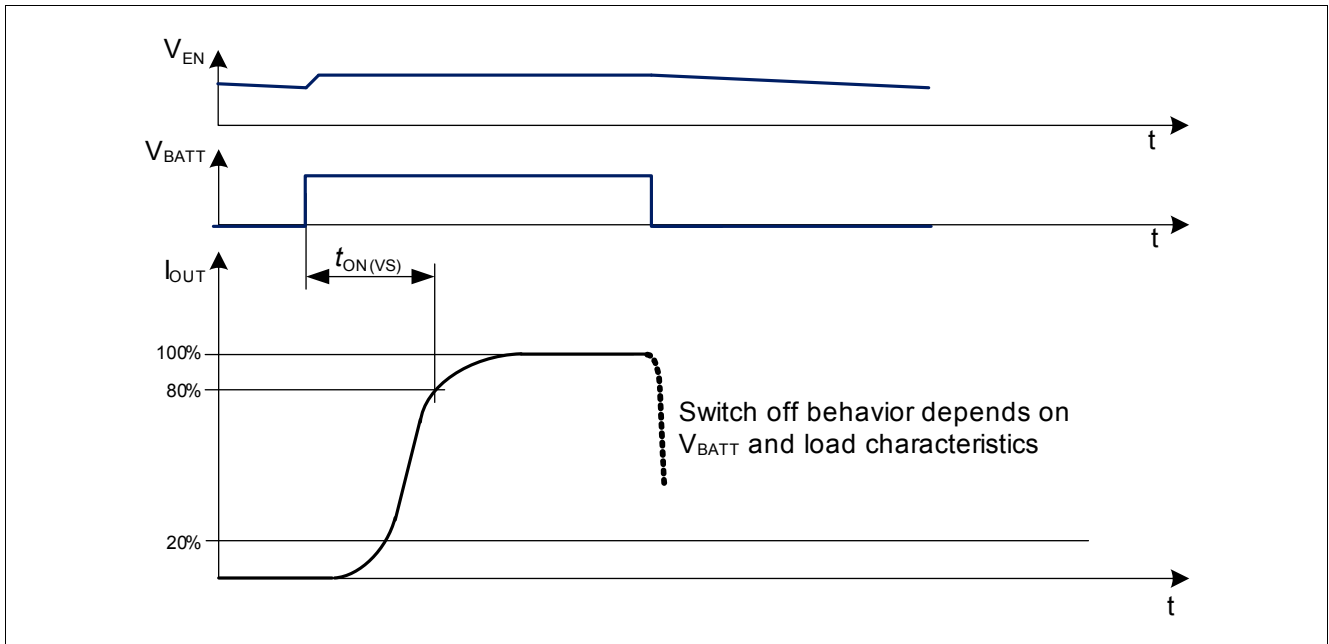 VEN
t
VBATT
t
IOUT
tON(VS)
100%
80%
Switch off behavior depends on
VBATT and load characteristics
20%
t